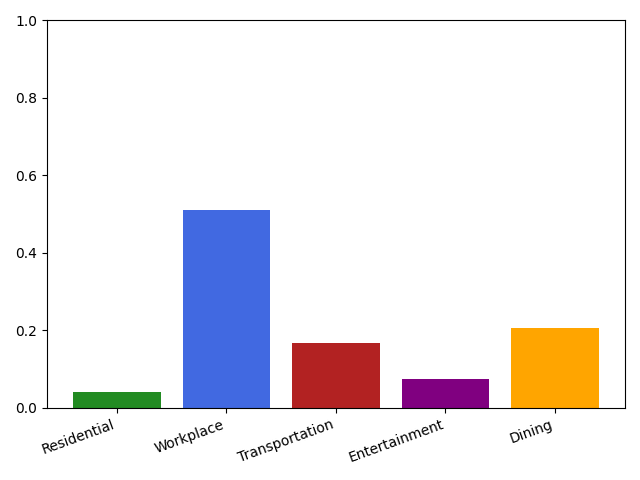 1.0
0.8
0.6
0.4
0.2
0.0
Residential
Workplace
Transportation
Entertainment
Dining